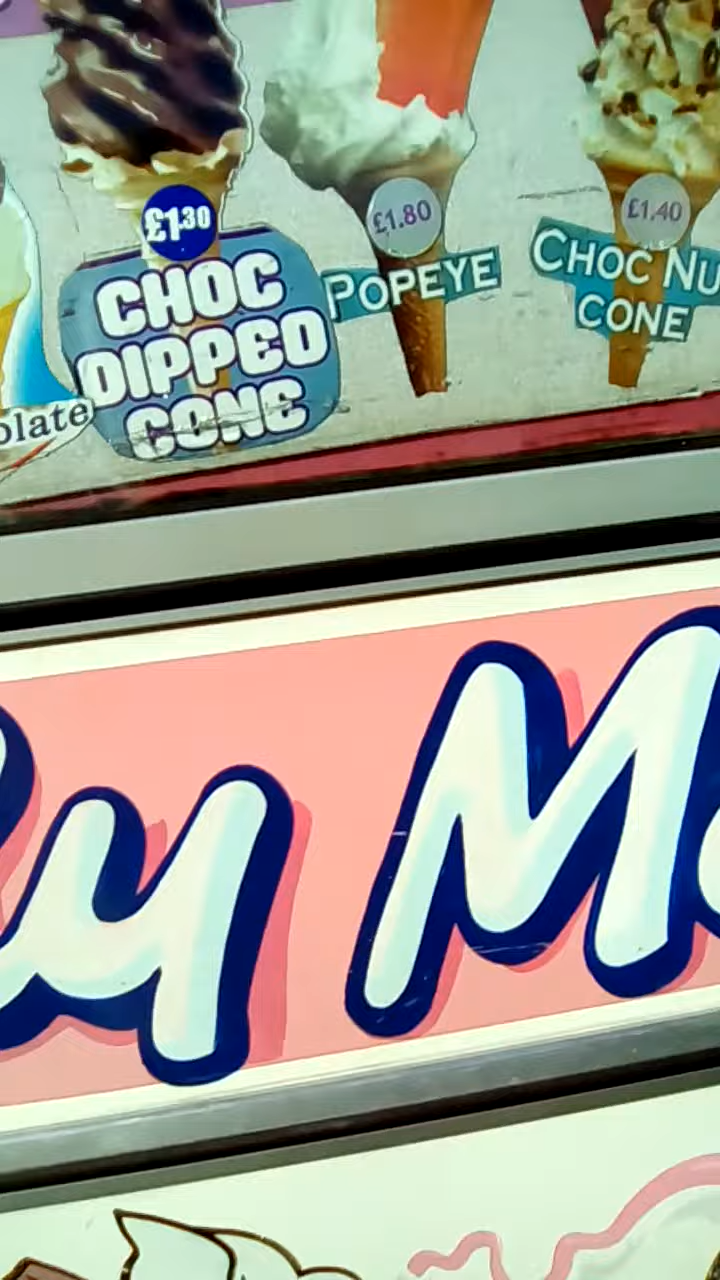 £1.30
£1.80
£1.40
CHOC
DIPPED
CONE
POPEYE
CHOC NU
CONE
olate
y M